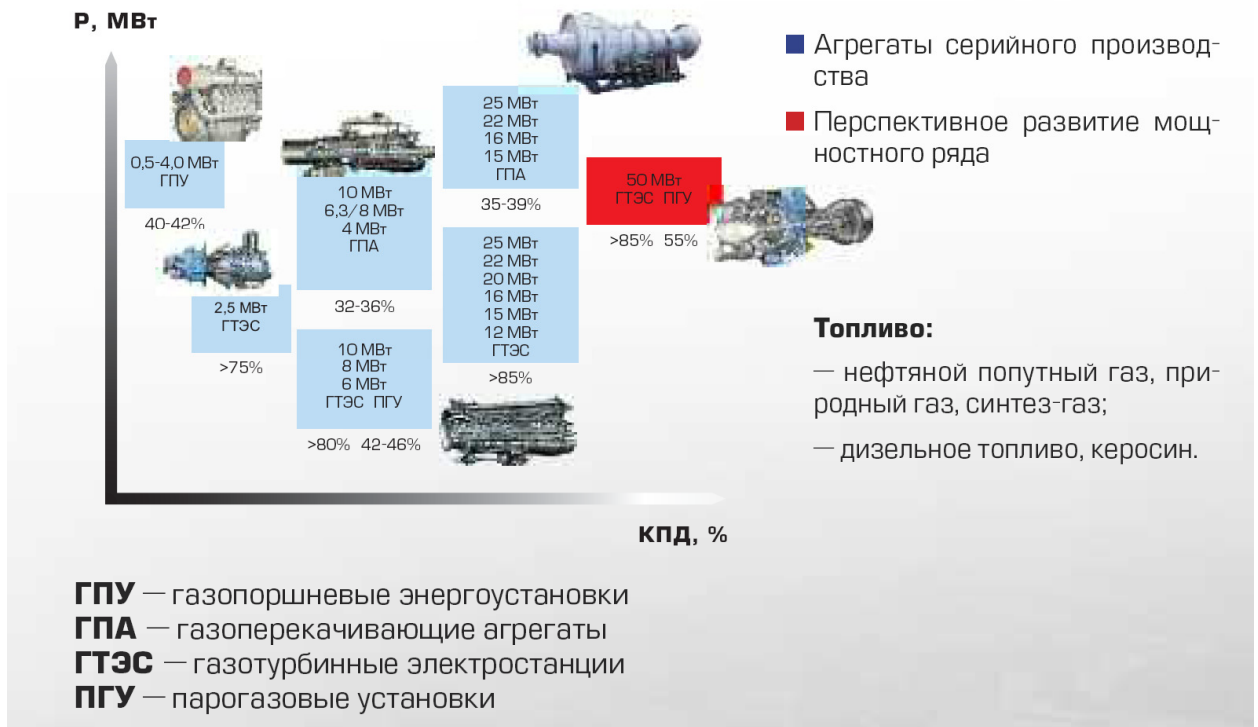 Р, МВт
0,5-4,0 МВт
ГПУ
40-42%
2,5 МВт
ГТЭС
>75%
10 МВт
6,3/8 МВт
4 МВт
ГПА
32-36%
10 МВт
8 МВт
6 МВт
ГТЭС ПГУ
>80% 42-46%
25 МВт
22 МВт
16 МВт
15 МВт
ГПА
35-39%
25 МВт
22 МВт
20 МВт
16 МВт
15 МВт
12 МВт
ГТЭС
>85%
50 МВт
ГТЭС ПГУ
>85% 55%
КПД, %
Агрегаты серийного производ-
ства
Перспективное развитие мощ-
ностного ряда
Топливо:
— нефтяной попутный газ, при-
родный газ, синтез-газ;
— дизельное топливо, керосин.
ГПУ — газопоршневые энергоустановки
ГПА — газоперекачивающие агрегаты
ГТЭС — газотурбинные электростанции
ПГУ — парогазовые установки